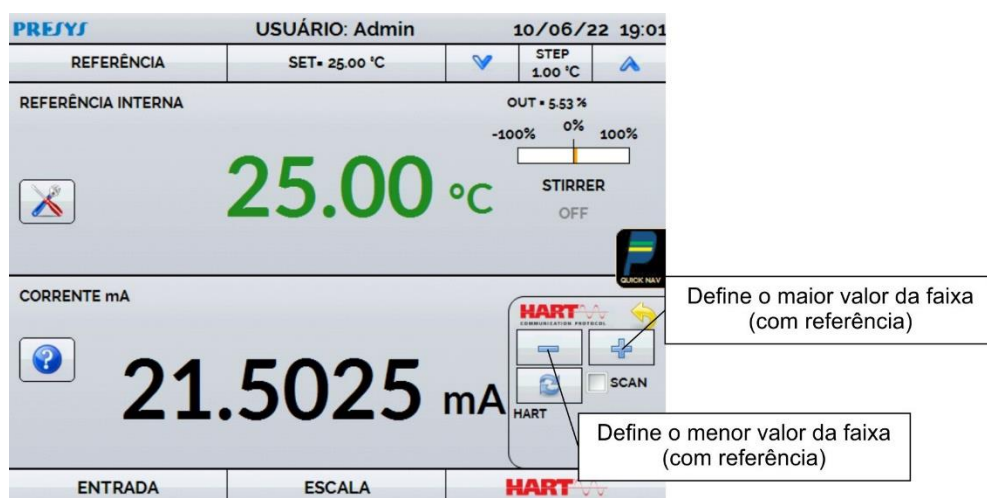 PRESYS
USUÁRIO: Admin
10/06/22 19:01
REFERÊNCIA
SET= 25.00 °C
STEP
1.00 °C
REFERÊNCIA INTERNA
OUT = 5.53 %
-100% 0% 100%
25.00 °C
STIRRER
OFF
QUICK NAV
CORRENTE mA
HART
COMMUNICATION PROTOCOL
21.5025 mA
SCAN
HART
Define o maior valor da faixa
(com referência)
Define o menor valor da faixa
(com referência)
ENTRADA
ESCALA
HART